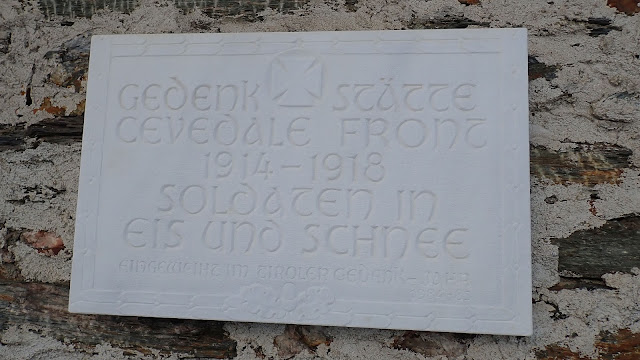 GEDENK STÄTTE
CEVEDALE FRONT
1914-1918
SOLDATEN IN
EIS UND SCHNEE
EINGEWEIHT IM TIROLER GEDENK-JAHR